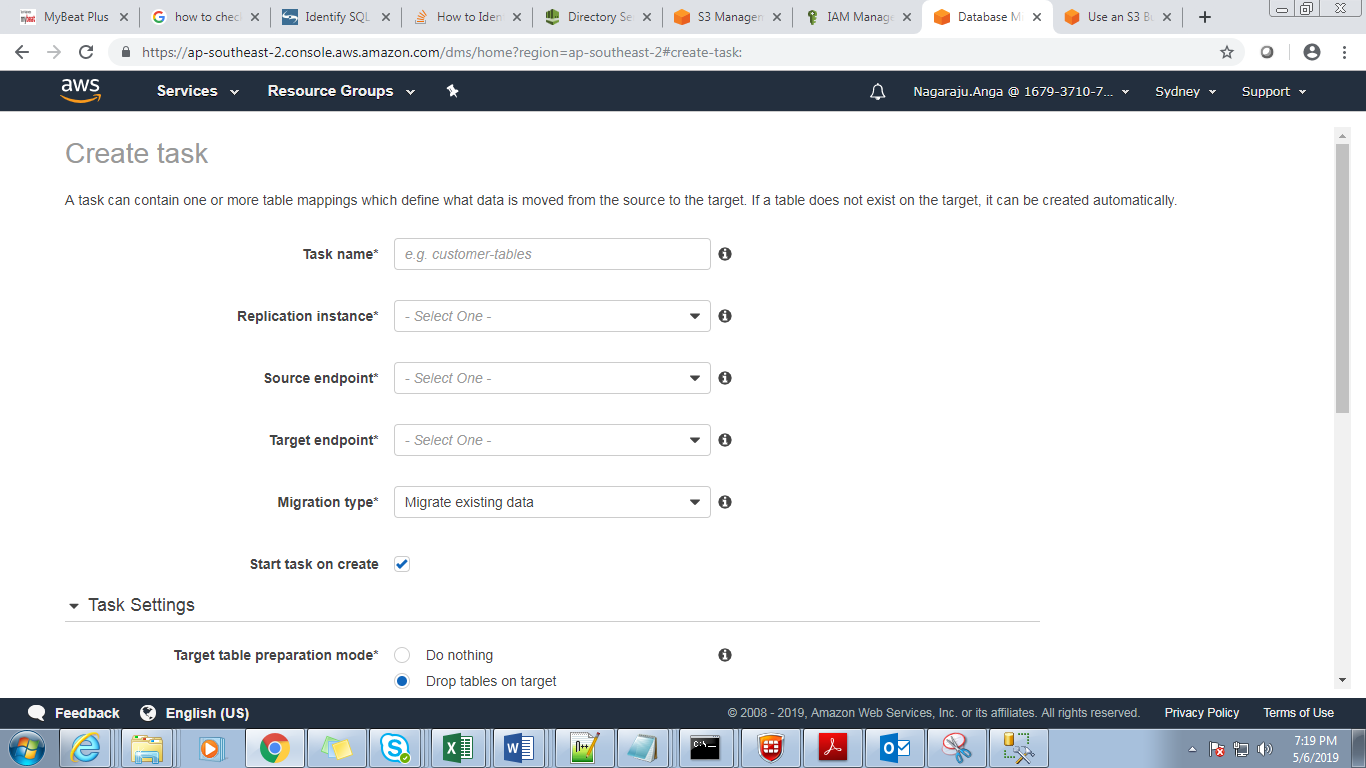 MyBeat Plus
how to chec
Identify SQL
How to Iden
Directory Se
S3 Managem
IAM Manage
Database M
Use an S3 Bu
https://ap-southeast-2.console.aws.amazon.com/dms/home?region=ap-southeast-2#create-task:
aws
Services
Resource Groups
Nagaraju.Anga @ 1679-3710-7...
Sydney
Support
Create task
A task can contain one or more table mappings which define what data is moved from the source to the target. If a table does not exist on the target, it can be created automatically.
Task name*
e.g. customer-tables
Replication instance*
- Select One -
Source endpoint*
- Select One -
Target endpoint*
- Select One -
Migration type*
Migrate existing data
Start task on create
Task Settings
Target table preparation mode*
Do nothing
Drop tables on target
Feedback
English (US)
© 2008 - 2019, Amazon Web Services, Inc. or its affiliates. All rights reserved.
Privacy Policy
Terms of Use
7:19 PM
5/6/2019